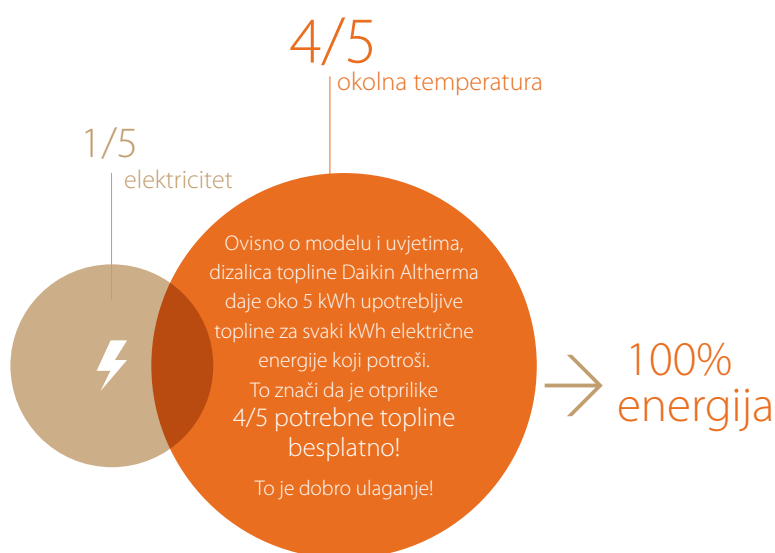 4/5
okolna temperatura
1/5
elektricitet
Ovisno o modelu i uvjetima,
dizalica topline Daikin Altherma
daje oko 5 kWh upotrebljive
topline za svaki kWh električne
energije koji potroši.
To znači da je otprilike
4/5 potrebne topline
besplatno!
To je dobro ulaganje!
100%
energija